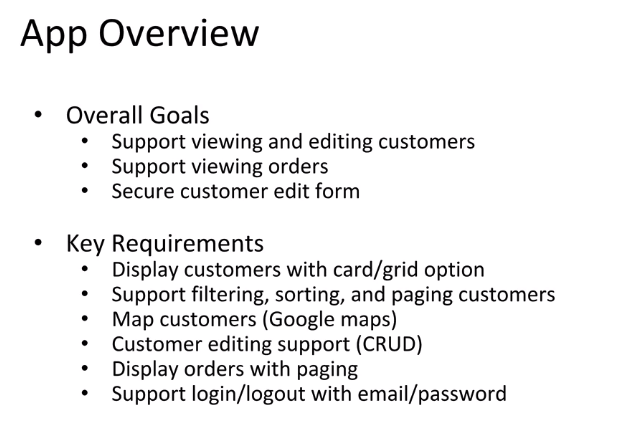 App Overview
• Overall Goals
• Support viewing and editing customers
• Support viewing orders
• Secure customer edit form
• Key Requirements
• Display customers with card/grid option
• Support filtering, sorting, and paging customers
• Map customers (Google maps)
• Customer editing support (CRUD)
• Display orders with paging
• Support login/logout with email/password